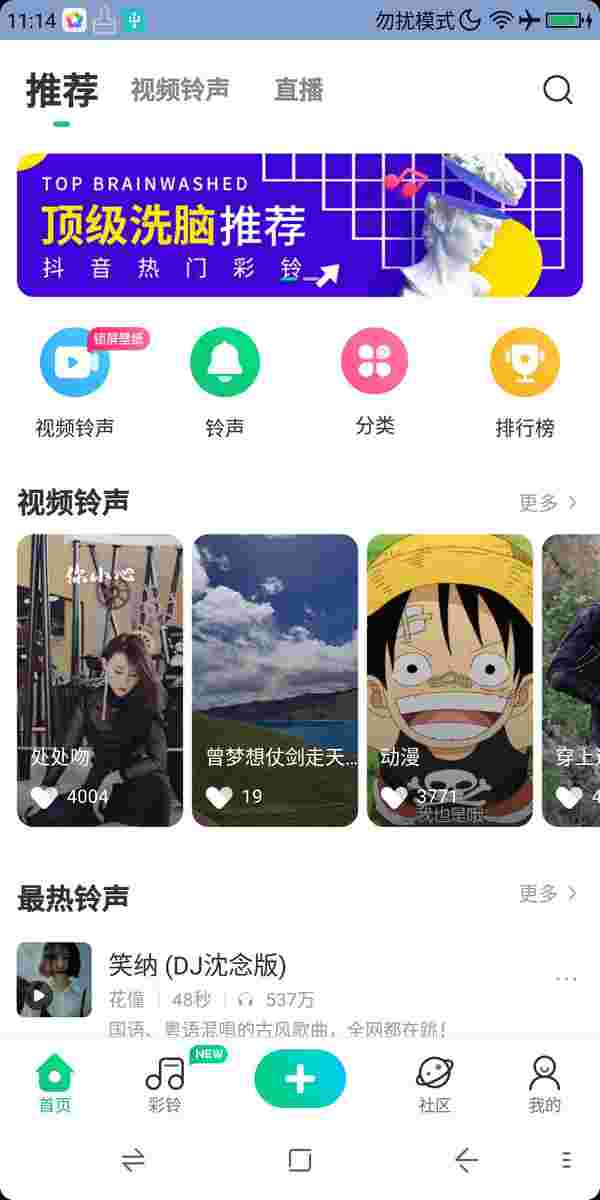 11:14 勿扰模式
推荐 视频铃声 直播
TOP BRAINWASHED
顶级洗脑推荐
抖音热门彩铃
锁屏壁纸
视频铃声 铃声 分类 排行榜
视频铃声 更多
你小心
处处吻 曾梦想仗剑走天... 动漫 穿上
4004 19 3771 4
我也是哦
最热铃声 更多
笑纳 (DJ沈念版)
花僮 48秒 537万
国语、粤语混唱的古风歌曲，全网都在跳！
NEW
首页 彩铃 社区 我的